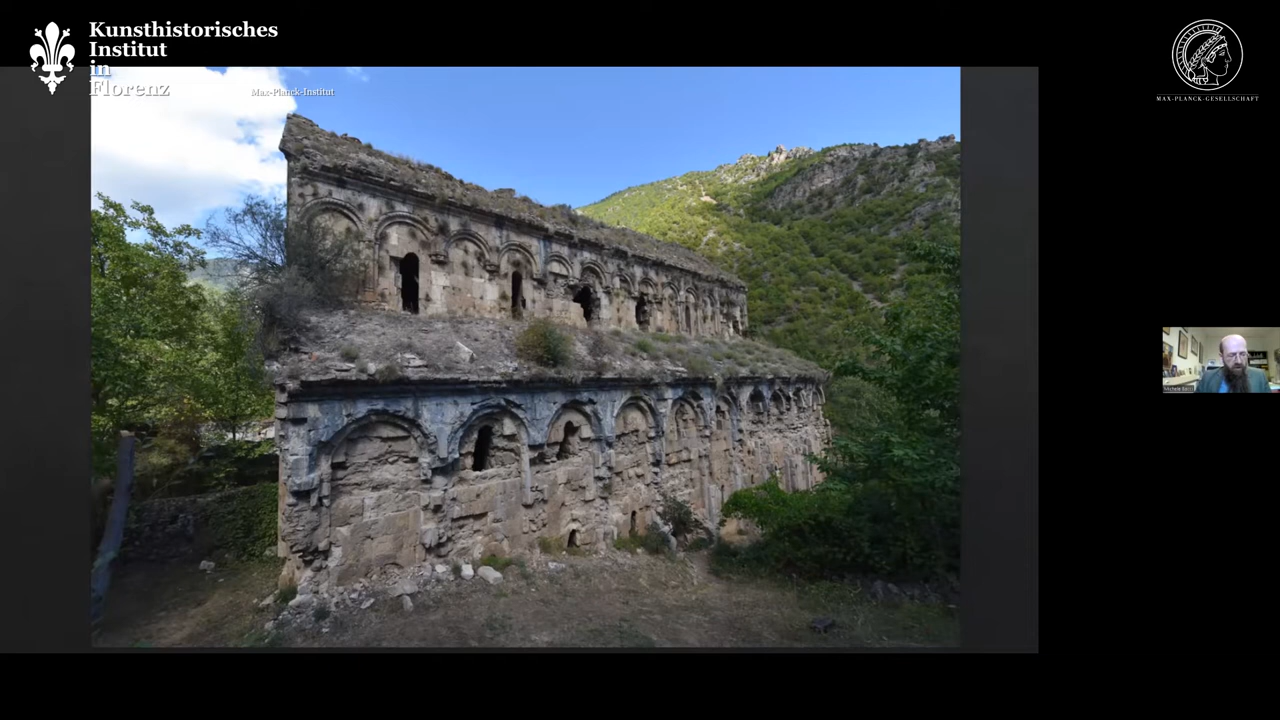 Kunsthistorisches
Institut
in
Florenz
Max-Planck-Institut
MAX-PLANCK-GESELLSCHAFT